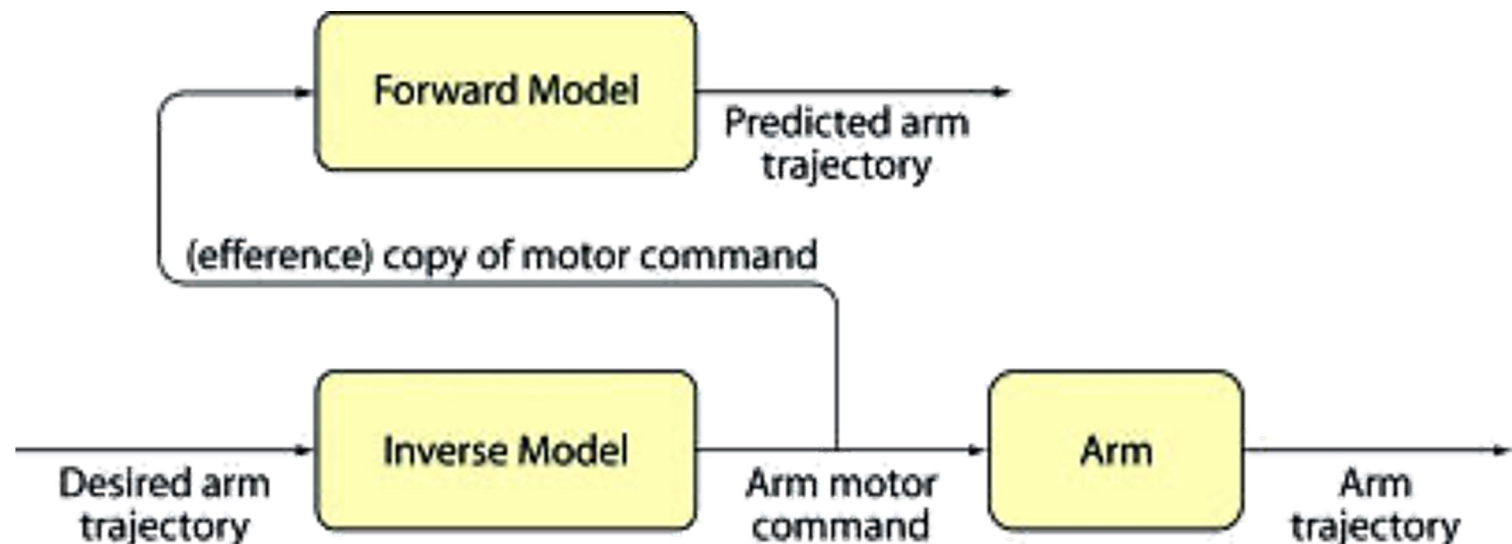 Forward Model
Predicted arm
trajectory
(efference) copy of motor command
Inverse Model
Arm
Desired arm
trajectory
Arm motor
command
Arm
trajectory